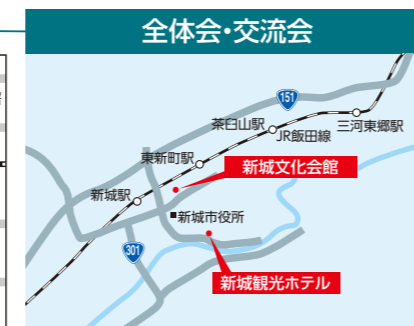 全体会・交流会
151
茶臼山駅
JR飯田線
三河東郷駅
東新町駅
新城文化会館
新城駅
新城市役所
301
新城観光ホテル